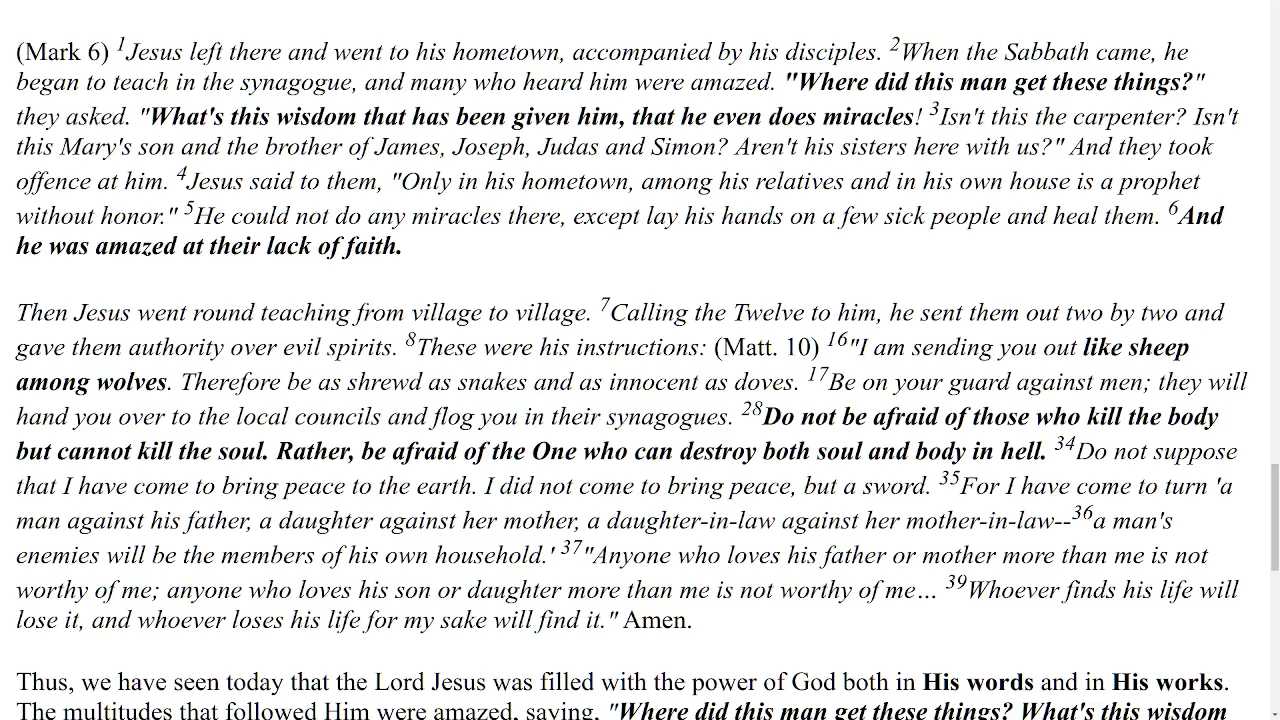 (Mark 6) 1Jesus left there and went to his hometown, accompanied by his disciples. 2When the Sabbath came, he
began to teach in the synagogue, and many who heard him were amazed. "Where did this man get these things?"
they asked. "What's this wisdom that has been given him, that he even does miracles! 3Isn't this the carpenter? Isn't
this Mary's son and the brother of James, Joseph, Judas and Simon? Aren't his sisters here with us?" And they took
offence at him. 4Jesus said to them, "Only in his hometown, among his relatives and in his own house is a prophet
without honor." 5He could not do any miracles there, except lay his hands on a few sick people and heal them. 6And
he was amazed at their lack of faith.
Then Jesus went round teaching from village to village. 7Calling the Twelve to him, he sent them out two by two and
gave them authority over evil spirits. 8These were his instructions: (Matt. 10) 16"I am sending you out like sheep
among wolves. Therefore be as shrewd as snakes and as innocent as doves. 17Be on your guard against men; they will
hand you over to the local councils and flog you in their synagogues. 28Do not be afraid of those who kill the body
but cannot kill the soul. Rather, be afraid of the One who can destroy both soul and body in hell. 34Do not suppose
that I have come to bring peace to the earth. I did not come to bring peace, but a sword. 35For I have come to turn 'a
man against his father, a daughter against her mother, a daughter-in-law against her mother-in-law--36a man's
enemies will be the members of his own household.' 37"Anyone who loves his father or mother more than me is not
worthy of me; anyone who loves his son or daughter more than me is not worthy of me... 39Whoever finds his life will
lose it, and whoever loses his life for my sake will find it." Amen.
Thus, we have seen today that the Lord Jesus was filled with the power of God both in His words and in His works.
The multitudes that followed Him were amazed, saying, "Where did this man get these things? What's this wisdom